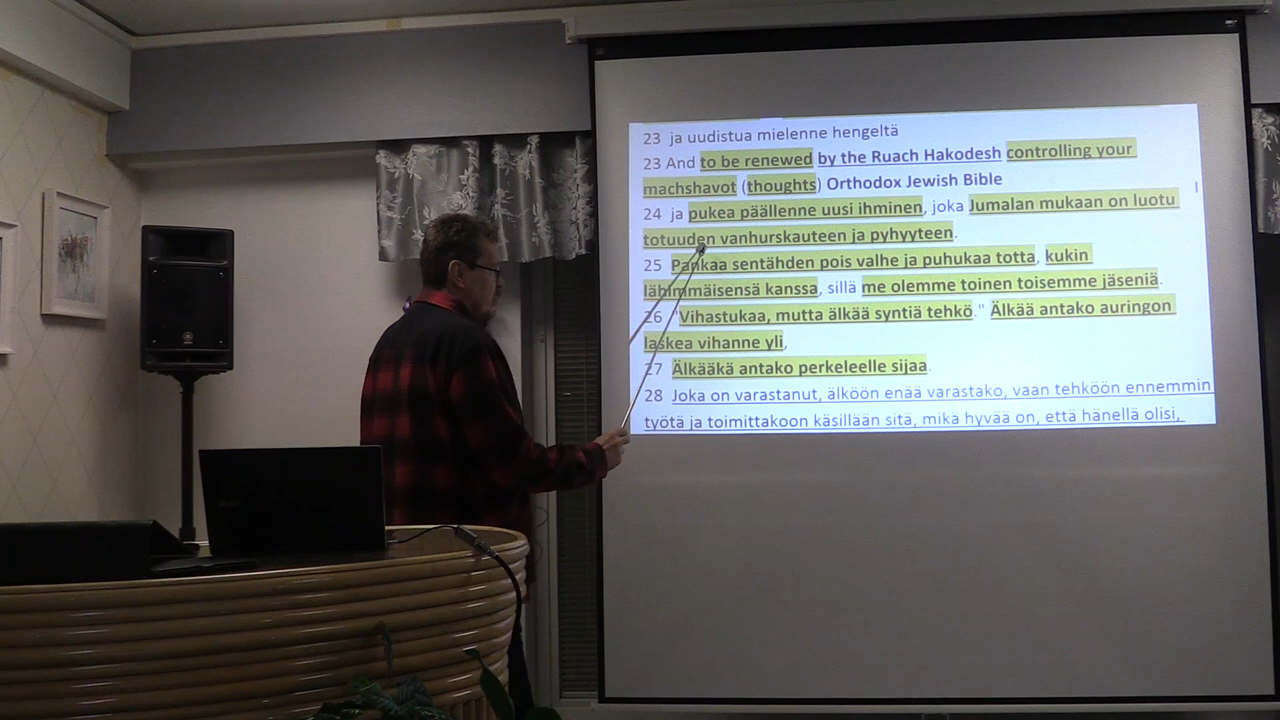 23 ja uudistua mielenne hengeltä
23 And to be renewed by the Ruach Hakodesh controlling your
machshavot (thoughts) Orthodox Jewish Bible
24 ja pukea päällenne uusi ihminen, joka Jumalan mukaan on luotu
totuuden vanhurskauteen ja pyhyyteen.
25 Pankaa sentähden pois valhe ja puhukaa totta, kukin
lähimmäisensä kanssa, sillä me olemme toinen toisemme jäseniä.
26 "Vihastukaa, mutta älkää syntiä tehkö." Älkää antako auringon
laskea vihanne yli,
27 Älkääkä antako perkeleelle sijaa.
28 Joka on varastanut, älköön enää varastako, vaan tehköön ennemmin
työtä ja toimittakoon käsillään sitä, mikä hyvää on, että hänellä olisi,